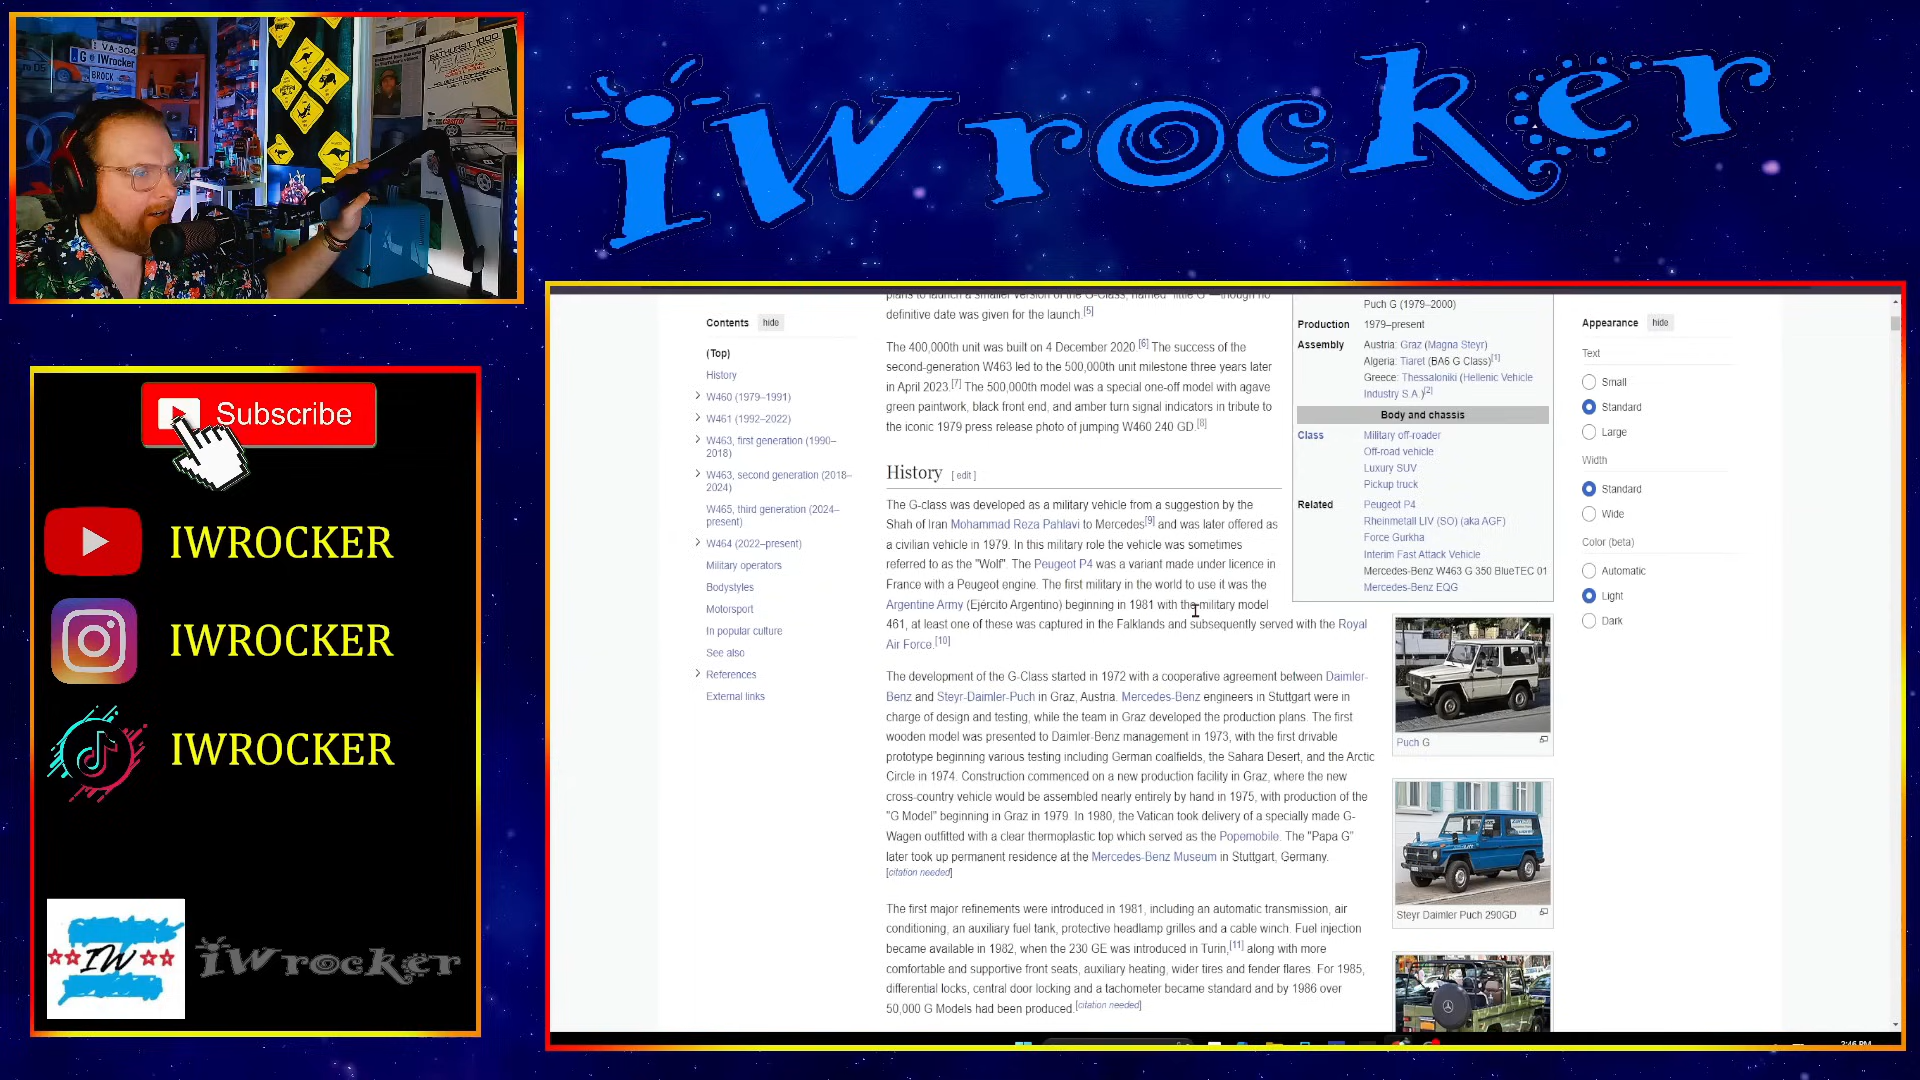 VA-304
IWrocker
BROCK
BATHURST 1000
iWrocker
Subscribe
IWROCKER
IWROCKER
IWROCKER
IW
iWrocker
Contents hide
(Top)
History
W460 (1979–1991)
W461 (1992–2022)
W463, first generation (1990–
2018)
W463, second generation (2018–
2024)
W465, third generation (2024–
present)
W464 (2022–present)
Military operators
Bodystyles
Motorsport
In popular culture
See also
References
External links
plans to launch a smaller version of the G-Class, named "little G"—though no
definitive date was given for the launch.[5]
The 400,000th unit was built on 4 December 2020.[6] The success of the
second-generation W463 led to the 500,000th unit milestone three years later
in April 2023.[7] The 500,000th model was a special one-off model with agave
green paintwork, black front end, and amber turn signal indicators in tribute to
the iconic 1979 press release photo of jumping W460 240 GD.[8]
History [ edit ]
The G-class was developed as a military vehicle from a suggestion by the
Shah of Iran Mohammad Reza Pahlavi to Mercedes[9] and was later offered as
a civilian vehicle in 1979. In this military role the vehicle was sometimes
referred to as the "Wolf". The Peugeot P4 was a variant made under licence in
France with a Peugeot engine. The first military in the world to use it was the
Argentine Army (Ejército Argentino) beginning in 1981 with the military model
461, at least one of these was captured in the Falklands and subsequently served with the Royal
Air Force.[10]
The development of the G-Class started in 1972 with a cooperative agreement between Daimler-
Benz and Steyr-Daimler-Puch in Graz, Austria. Mercedes-Benz engineers in Stuttgart were in
charge of design and testing, while the team in Graz developed the production plans. The first
wooden model was presented to Daimler-Benz management in 1973, with the first drivable
prototype beginning various testing including German coalfields, the Sahara Desert, and the Arctic
Circle in 1974. Construction commenced on a new production facility in Graz, where the new
cross-country vehicle would be assembled nearly entirely by hand in 1975, with production of the
"G Model" beginning in Graz in 1979. In 1980, the Vatican took delivery of a specially made G-
Wagen outfitted with a clear thermoplastic top which served as the Popemobile. The "Papa G"
later took up permanent residence at the Mercedes-Benz Museum in Stuttgart, Germany.
[citation needed]
The first major refinements were introduced in 1981, including an automatic transmission, air
conditioning, an auxiliary fuel tank, protective headlamp grilles and a cable winch. Fuel injection
became available in 1982, when the 230 GE was introduced in Turin,[11] along with more
comfortable and supportive front seats, auxiliary heating, wider tires and fender flares. For 1985,
differential locks, central door locking and a tachometer became standard and by 1986 over
50,000 G Models had been produced.[citation needed]
Puch G (1979–2000)
Production 1979–present
Assembly Austria: Graz (Magna Steyr)
Algeria: Tiaret (BA6 G Class)[1]
Greece: Thessaloniki (Hellenic Vehicle
Industry S.A.)[2]
Body and chassis
Class Military off-roader
Off-road vehicle
Luxury SUV
Pickup truck
Related Peugeot P4
Rheinmetall LIV (SO) (aka AGF)
Force Gurkha
Interim Fast Attack Vehicle
Mercedes-Benz W463 G 350 BlueTEC 01
Mercedes-Benz EQG
Puch G
Steyr Daimler Puch 290GD
Appearance hide
Text
Small
Standard
Large
Width
Standard
Wide
Color (beta)
Automatic
Light
Dark
2:46 PM